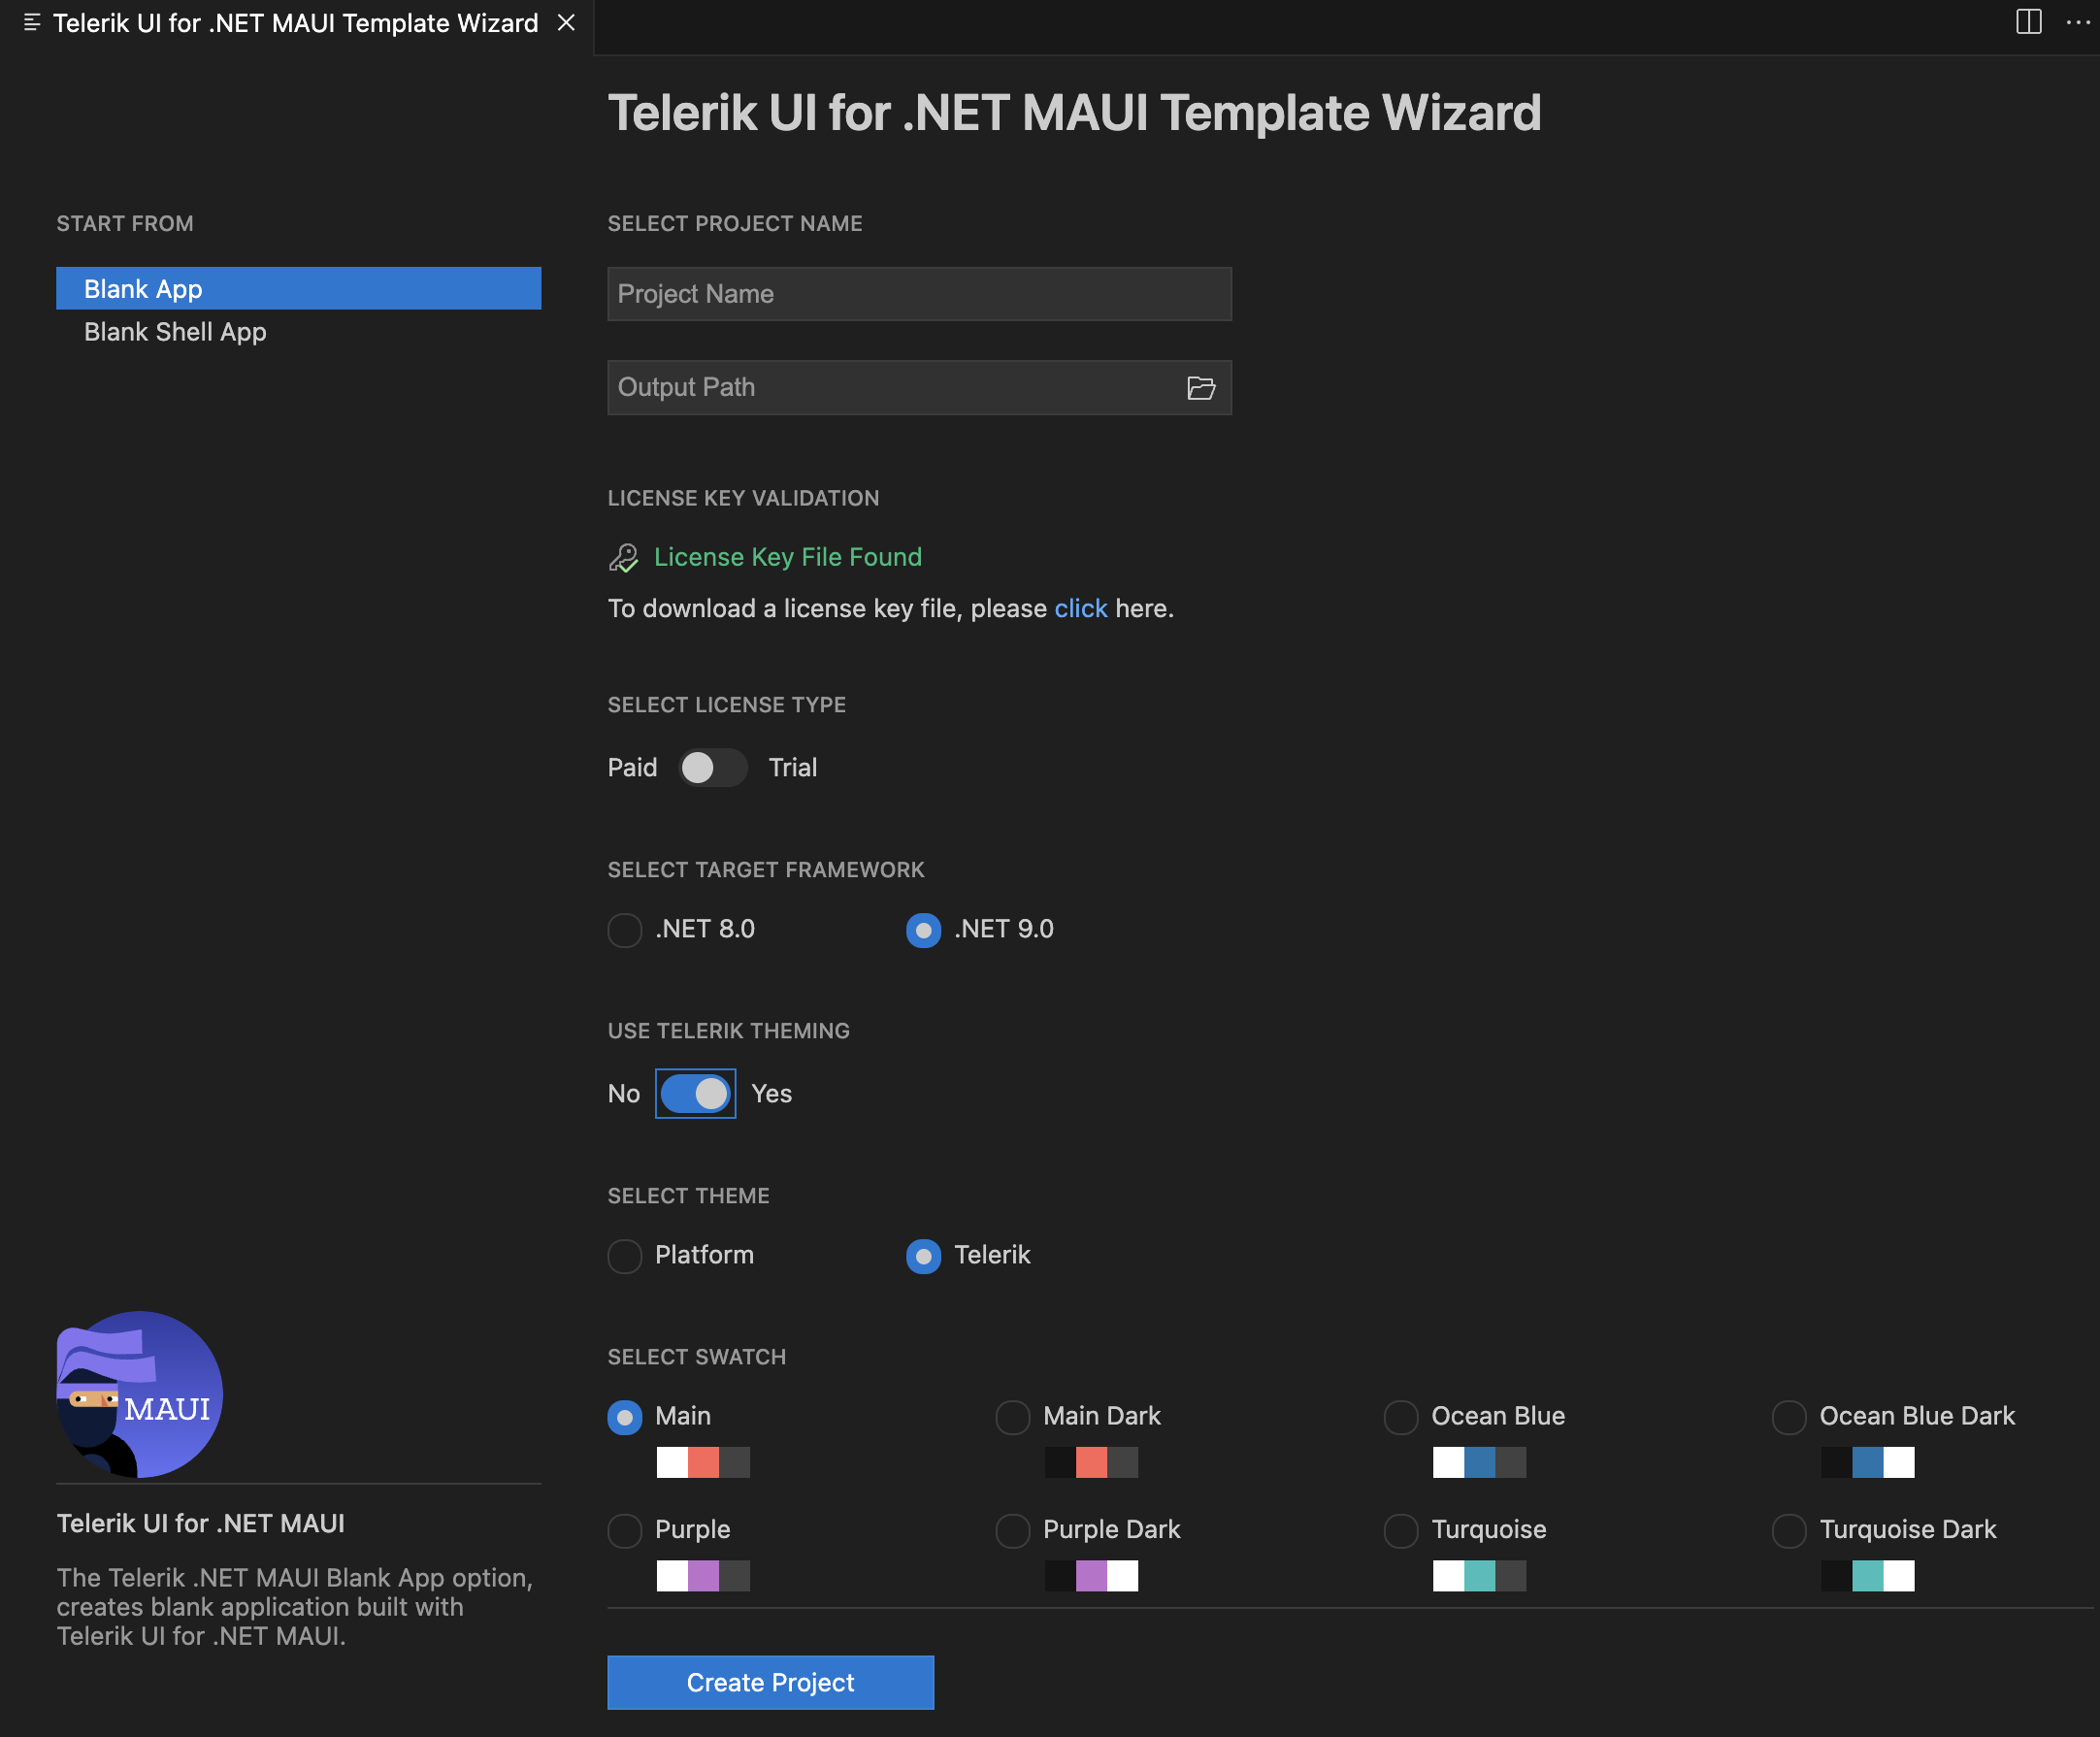 Telerik UI for .NET MAUI Template Wizard
Telerik UI for .NET MAUI Template Wizard
START FROM
Blank App
Blank Shell App
SELECT PROJECT NAME
Project Name
Output Path
LICENSE KEY VALIDATION
License Key File Found
To download a license key file, please click here.
SELECT LICENSE TYPE
Paid Trial
SELECT TARGET FRAMEWORK
.NET 8.0 .NET 9.0
USE TELERIK THEMING
No Yes
SELECT THEME
Platform Telerik
SELECT SWATCH
Main Main Dark Ocean Blue Ocean Blue Dark
Purple Purple Dark Turquoise Turquoise Dark
Create Project
MAUI
Telerik UI for .NET MAUI
The Telerik .NET MAUI Blank App option,
creates blank application built with
Telerik UI for .NET MAUI.